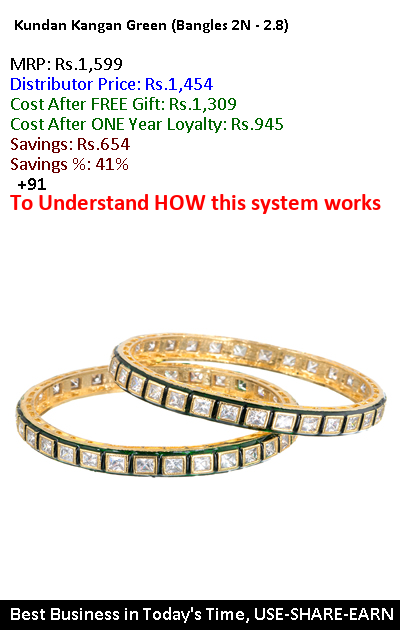 Kundan Kangan Green (Bangles 2N - 2.8)
MRP: Rs.1,599
Distributor Price: Rs.1,454
Cost After FREE Gift: Rs.1,309
Cost After ONE Year Loyalty: Rs.945
Savings: Rs.654
Savings %: 41%
+91
To Understand HOW this system works
Best Business in Today's Time, USE-SHARE-EARN